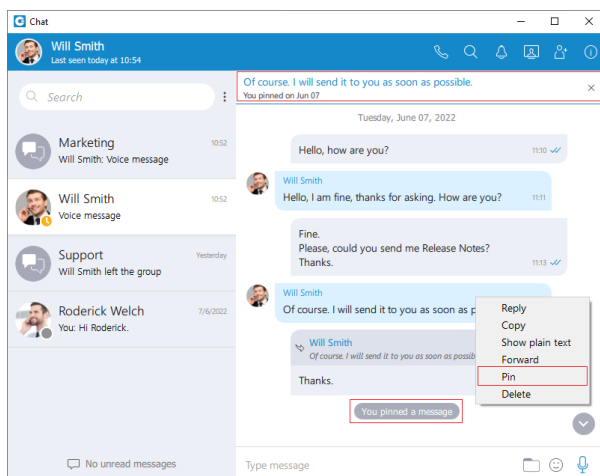 Chat
Will Smith
Last seen today at 10:54
Search
Marketing
10:52
Will Smith: Voice message
Will Smith
10:52
Voice message
Support
Yesterday
Will Smith left the group
Roderick Welch
7/6/2022
You: Hi Roderick.
No unread messages
Of course. I will send it to you as soon as possible.
You pinned on Jun 07
Tuesday, June 07, 2022
Hello, how are you?
11:10
Will Smith
Hello, I am fine, thanks for asking. How are you?
11:11
Fine.
Please, could you send me Release Notes?
Thanks.
11:13
Will Smith
Of course. I will send it to you as soon as p
Will Smith
Of course. I will send it to you as soon as possib
Thanks.
Reply
Copy
Show plain text
Forward
Pin
Delete
You pinned a message
Type message